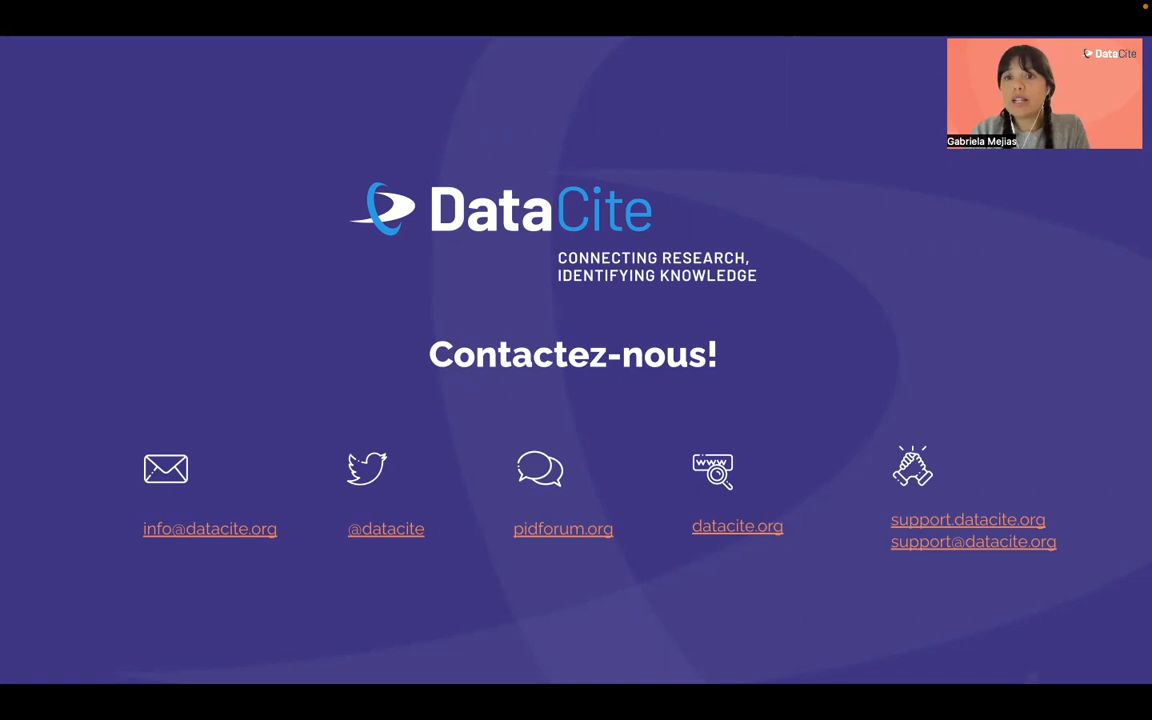 DataCite
Gabriela Mejias
DataCite
CONNECTING RESEARCH,
IDENTIFYING KNOWLEDGE
Contactez-nous!
www
info@datacite.org
@datacite
pidforum.org
datacite.org
support.datacite.org
support@datacite.org